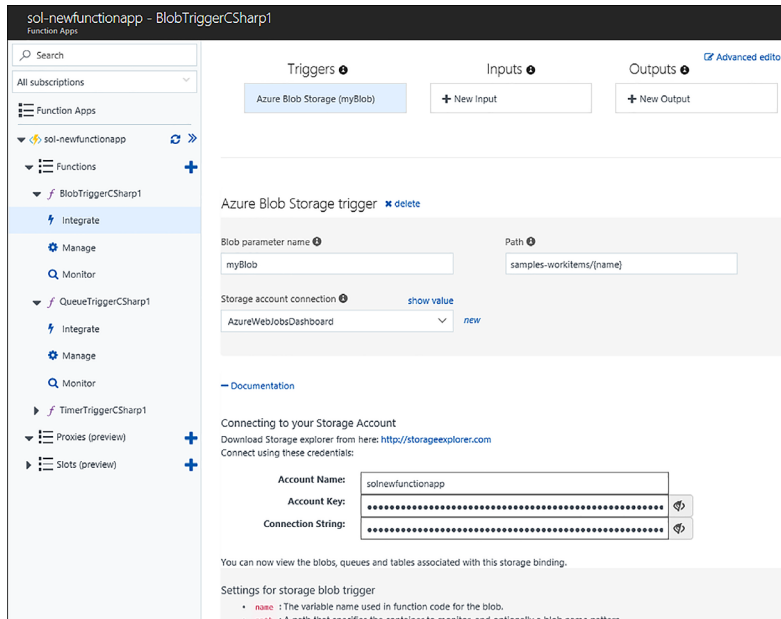 sol-newfunctionapp - BlobTriggerCSharp1
Function Apps
Search
All subscriptions
Function Apps
sol-newfunctionapp
Functions
BlobTriggerCSharp1
Integrate
Manage
Monitor
QueueTriggerCSharp1
Integrate
Manage
Monitor
TimerTriggerCSharp1
Proxies (preview)
Slots (preview)
Advanced edito
Triggers Inputs Outputs
Azure Blob Storage (myBlob) New Input New Output
Azure Blob Storage trigger delete
Blob parameter name Path
myBlob samples-workitems/{name}
Storage account connection show value
AzureWebJobsDashboard new
Documentation
Connecting to your Storage Account
Download Storage explorer from here: http://storageexplorer.com
Connect using these credentials:
Account Name: solnewfunctionapp
Account Key:
Connection String:
You can now view the blobs, queues and tables associated with this storage binding.
Settings for storage blob trigger
• name : The variable name used in function code for the blob.